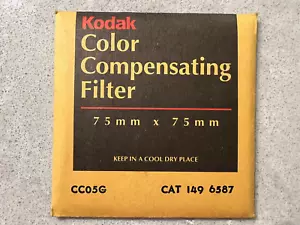 Kodak
Color
Compensating
Filter
75mm x 75mm
KEEP IN A COOL DRY PLACE
CC05G CAT 149 6587